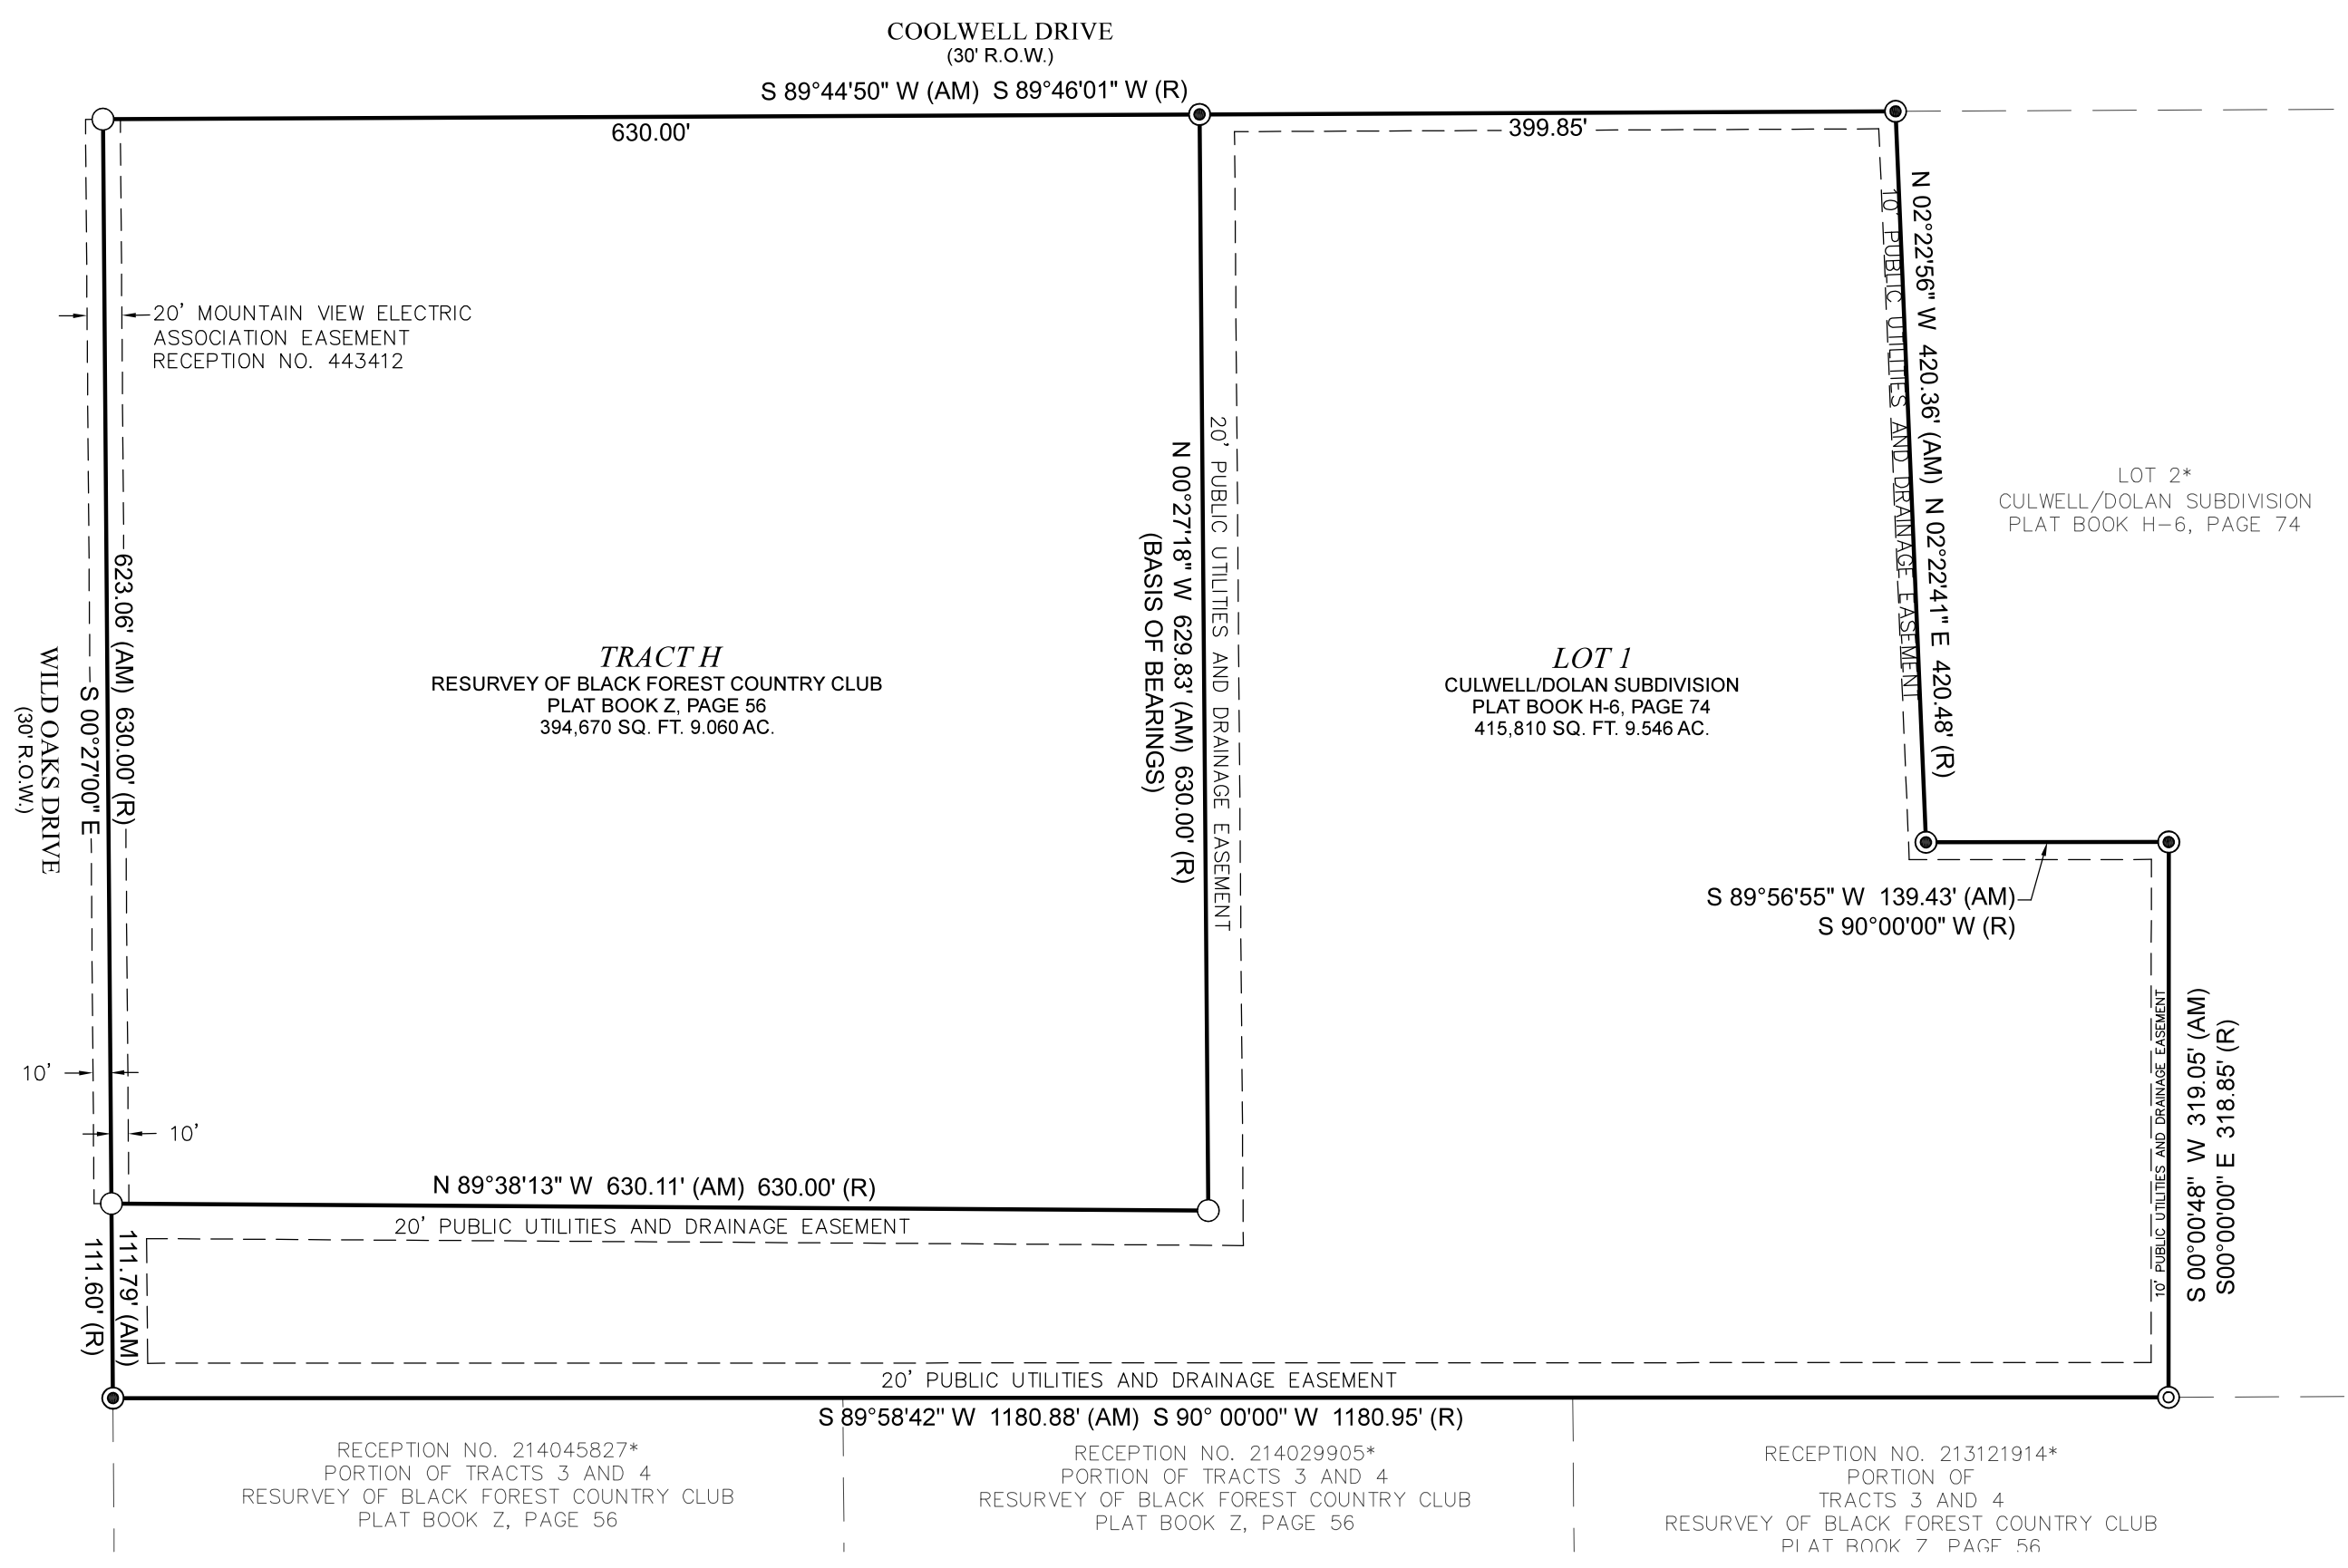 COOLWELL DRIVE
(30' R.O.W.)
S 89°44'50" W (AM)  S 89°46'01" W (R)
630.00'
399.85'
N 02°22'56" W  420.36' (AM)  N 02°22'41" E  420.48' (R)
10' PUBLIC UTILITIES AND DRAINAGE EASEMENT
20' MOUNTAIN VIEW ELECTRIC
ASSOCIATION EASEMENT
RECEPTION NO. 443412
LOT 2*
CULWELL/DOLAN SUBDIVISION
PLAT BOOK H-6, PAGE 74
20' PUBLIC UTILITIES AND DRAINAGE EASEMENT
N 00°27'18" W  629.83' (AM)  630.00' (R)
(BASIS OF BEARINGS)
623.06' (AM)  630.00' (R)
S 00°27'00" E
WILD OAKS DRIVE
(30' R.O.W.)
TRACT H
RESURVEY OF BLACK FOREST COUNTRY CLUB
PLAT BOOK Z, PAGE 56
394,670 SQ. FT. 9.060 AC.
LOT 1
CULWELL/DOLAN SUBDIVISION
PLAT BOOK H-6, PAGE 74
415,810 SQ. FT. 9.546 AC.
S 89°56'55" W  139.43' (AM)
S 90°00'00" W (R)
10' PUBLIC UTILITIES AND DRAINAGE EASEMENT
S 00°00'48" W  319.05' (AM)
S00°00'00" E  318.85' (R)
10'
10'
N 89°38'13" W  630.11' (AM)  630.00' (R)
20' PUBLIC UTILITIES AND DRAINAGE EASEMENT
111.79' (AM)
111.60' (R)
20' PUBLIC UTILITIES AND DRAINAGE EASEMENT
S 89°58'42" W  1180.88' (AM)  S 90° 00'00" W  1180.95' (R)
RECEPTION NO. 214045827*
PORTION OF TRACTS 3 AND 4
RESURVEY OF BLACK FOREST COUNTRY CLUB
PLAT BOOK Z, PAGE 56
RECEPTION NO. 214029905*
PORTION OF TRACTS 3 AND 4
RESURVEY OF BLACK FOREST COUNTRY CLUB
PLAT BOOK Z, PAGE 56
RECEPTION NO. 213121914*
PORTION OF
TRACTS 3 AND 4
RESURVEY OF BLACK FOREST COUNTRY CLUB
PLAT BOOK Z, PAGE 56